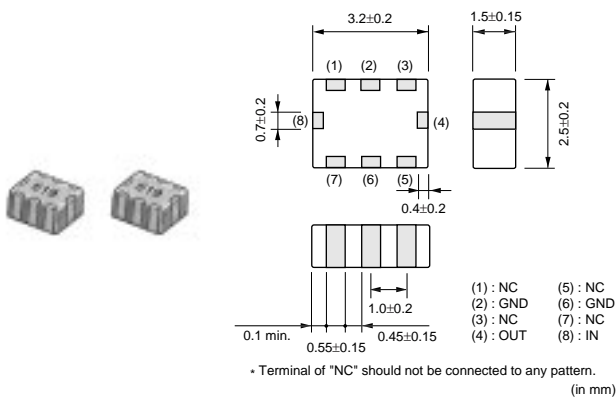 3.2±0.2
1.5±0.15
(1)
(2)
(3)
0.7±0.2
(8)
(4)
2.5±0.2
(7)
(6)
(5)
0.4±0.2
1.0±0.2
0.1 min.
0.55±0.15
0.45±0.15
(1) : NC
(2) : GND
(3) : NC
(4) : OUT
(5) : NC
(6) : GND
(7) : NC
(8) : IN
* Terminal of "NC" should not be connected to any pattern.
(in mm)